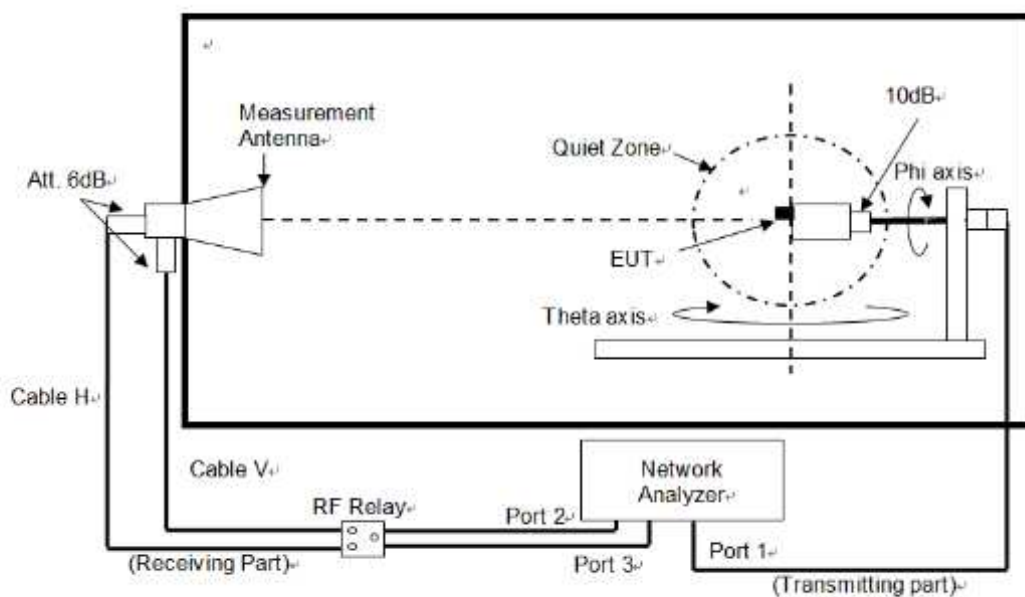 Measurement
Antenna
10dB
Quiet Zone
Phi axis
Att. 6dB
EUT
Theta axis
Cable H
Cable V
Network
Analyzer
RF Relay
Port 2
(Receiving Part)
Port 3
Port 1
(Transmitting part)